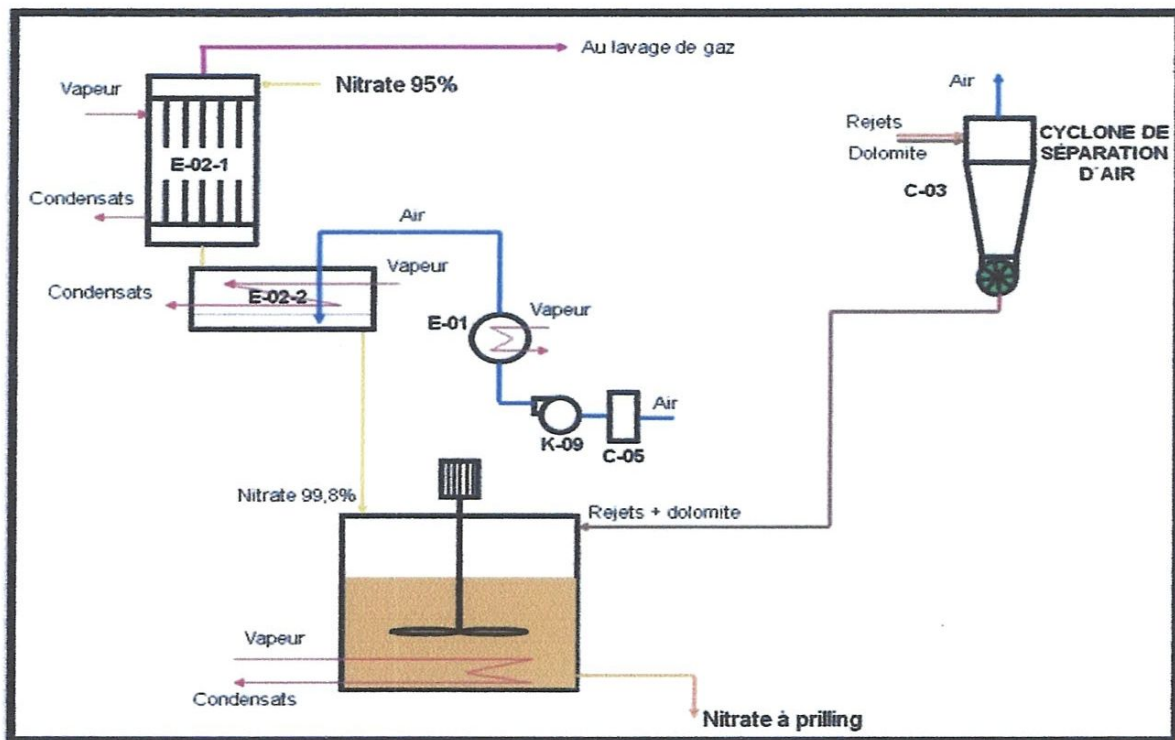 Au lavage de gaz
Vapeur
Nitrate 95%
Air
Rejets
Dolomite
CYCLONE DE
SÉPARATION
D´AIR
E-02-1
C-03
Condensats
Air
Vapeur
Condensats
E-02-2
E-01
Vapeur
Air
K-09
C-05
Nitrate 99,8%
Rejets + dolomite
Vapeur
Condensats
Nitrate à prilling